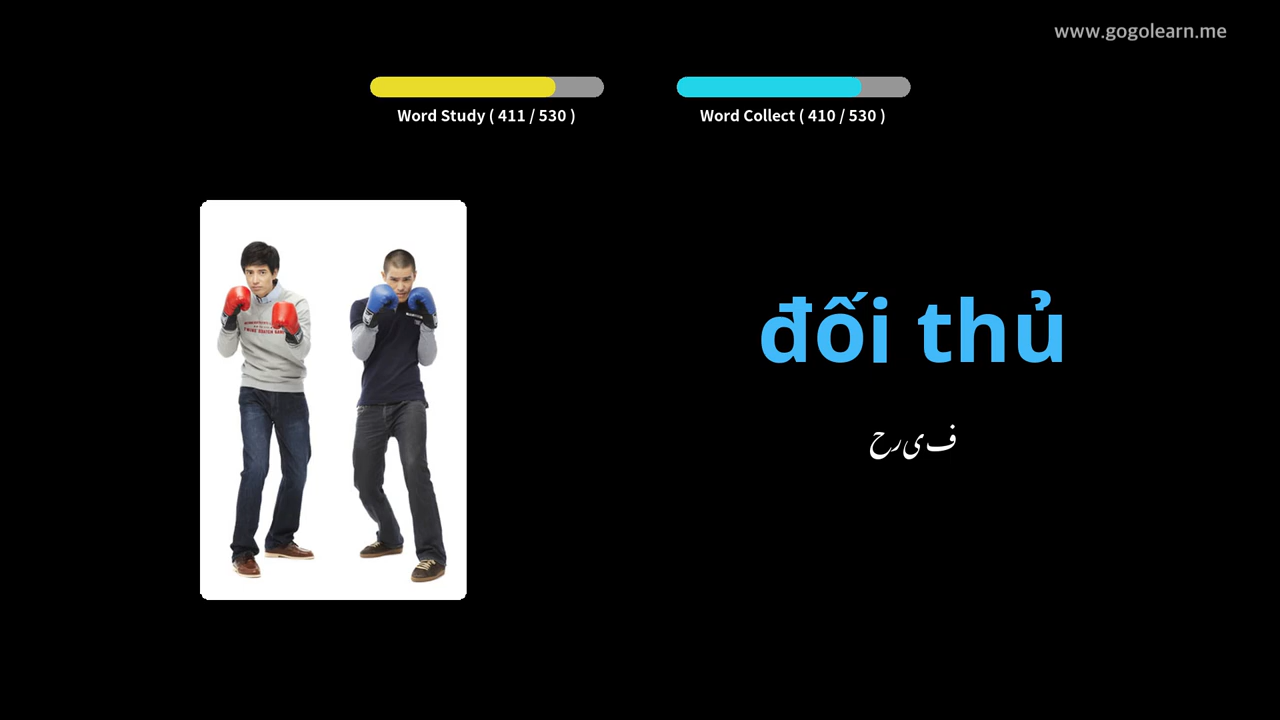 www.gogolearn.me
Word Study ( 411 / 530 )
Word Collect ( 410 / 530 )
đối thủ
حریف